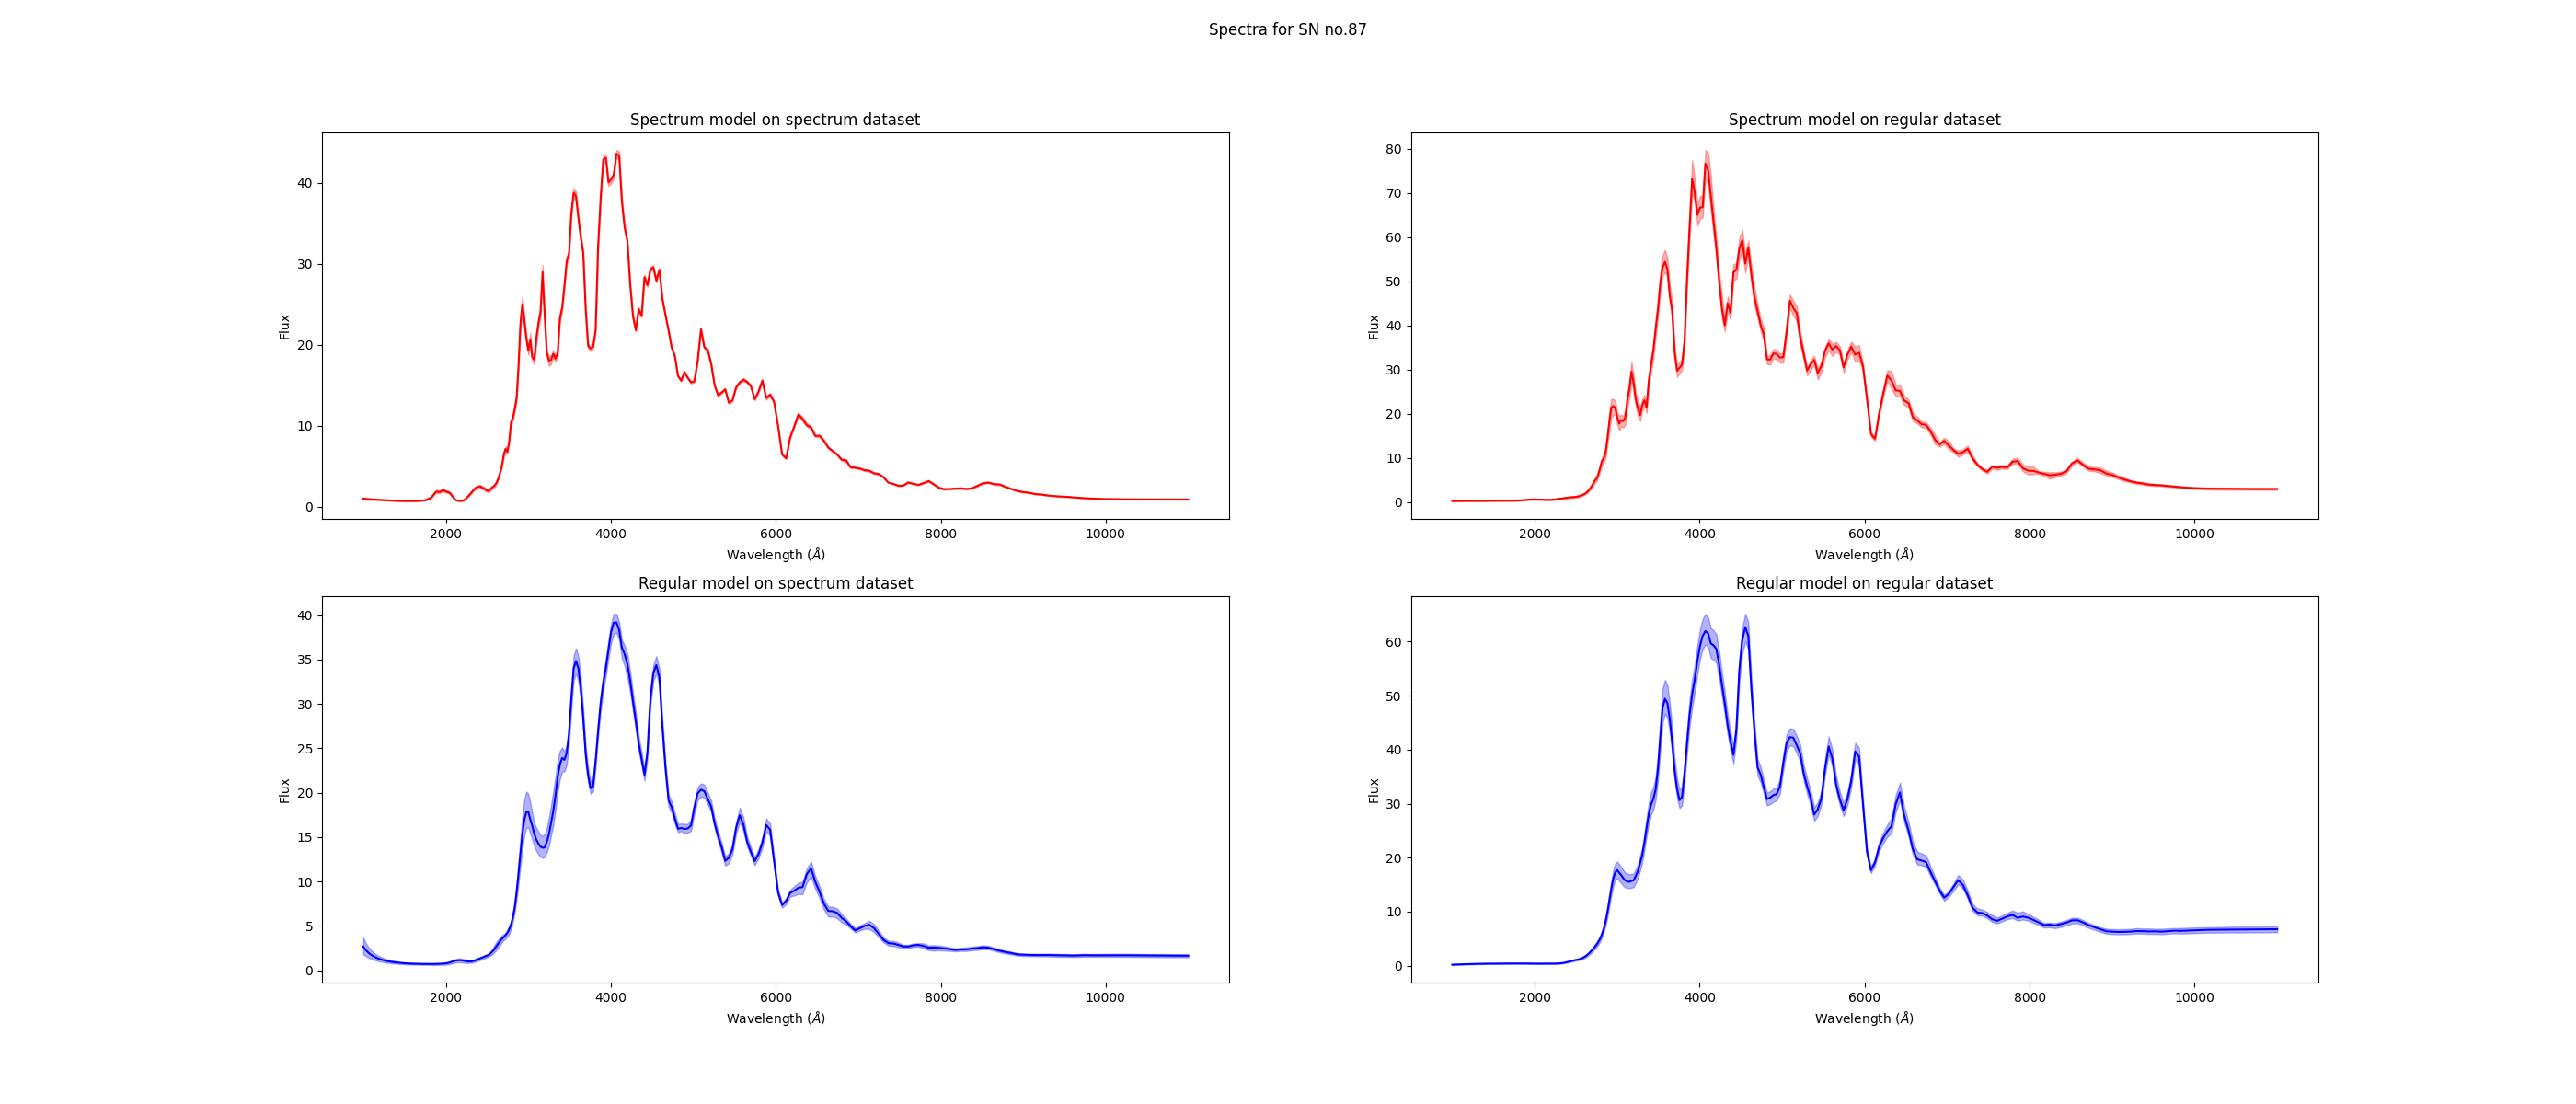 Spectra for SN no.87
Spectrum model on spectrum dataset
40
30
20
10
0
Flux
2000 4000 6000 8000 10000
Wavelength (Å)
Spectrum model on regular dataset
80
70
60
50
40
30
20
10
0
Flux
2000 4000 6000 8000 10000
Wavelength (Å)
Regular model on spectrum dataset
40
35
30
25
20
15
10
5
0
Flux
2000 4000 6000 8000 10000
Wavelength (Å)
Regular model on regular dataset
60
50
40
30
20
10
0
Flux
2000 4000 6000 8000 10000
Wavelength (Å)